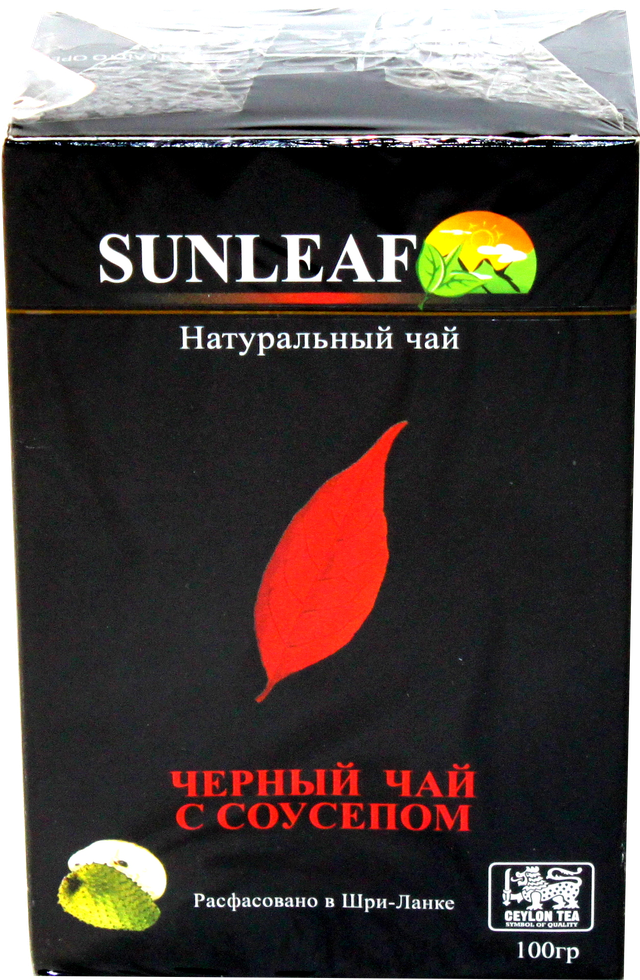 SUNLEAF
Натуральный чай
ЧЕРНЫЙ ЧАЙ
С СОУСЕПОМ
Расфасовано в Шри-Ланке
CEYLON TEA
SYMBOL OF QUALITY
100гр